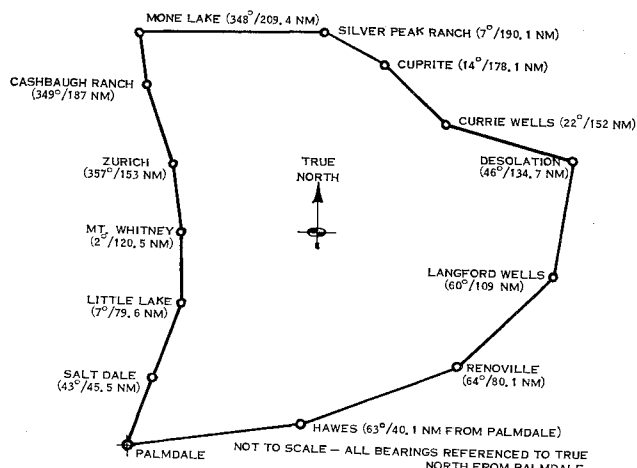 MONE LAKE (348°/209.4 NM)
SILVER PEAK RANCH (7°/190.1 NM)
CUPRITE (14°/178.1 NM)
CASHBAUGH RANCH
(349°/187 NM)
CURRIE WELLS (22°/152 NM)
ZURICH
(357°/153 NM)
TRUE
NORTH
DESOLATION
(46°/134.7 NM)
MT. WHITNEY
(2°/120.5 NM)
LANGFORD WELLS
(60°/109 NM)
LITTLE LAKE
(7°/79.6 NM)
SALT DALE
(43°/45.5 NM)
RENOVILLE
(64°/80.1 NM)
HAWES (63°/40.1 NM FROM PALMDALE)
PALMDALE
NOT TO SCALE — ALL BEARINGS REFERENCED TO TRUE
NORTH FROM PALMDALE